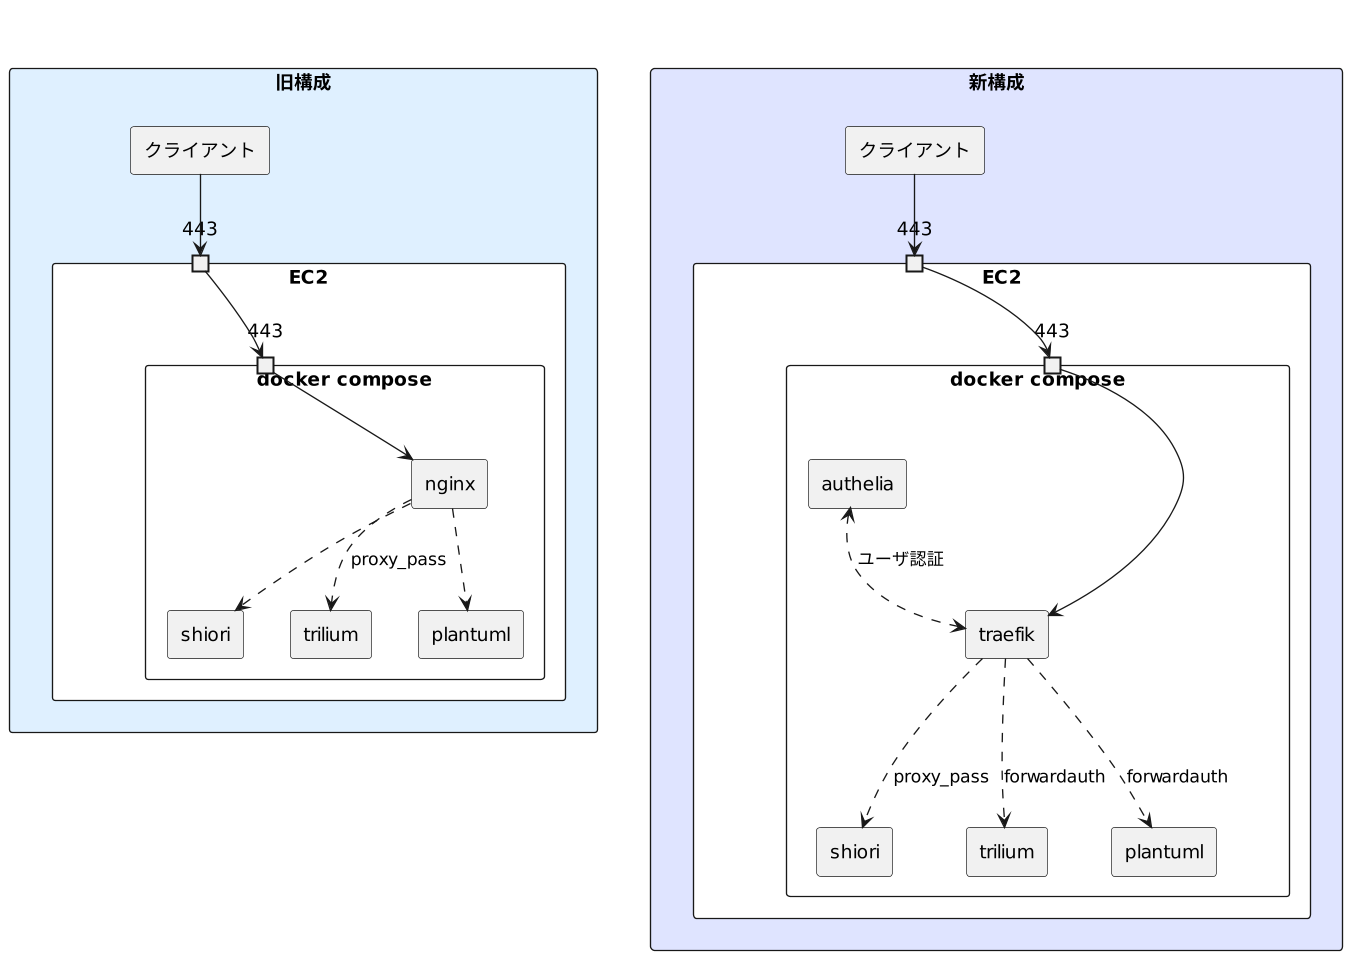 旧構成
クライアント
443
EC2
443
docker compose
nginx
proxy_pass
shiori
trilium
plantuml
新構成
クライアント
443
EC2
443
docker compose
authelia
ユーザ認証
traefik
proxy_pass
forwardauth
forwardauth
shiori
trilium
plantuml